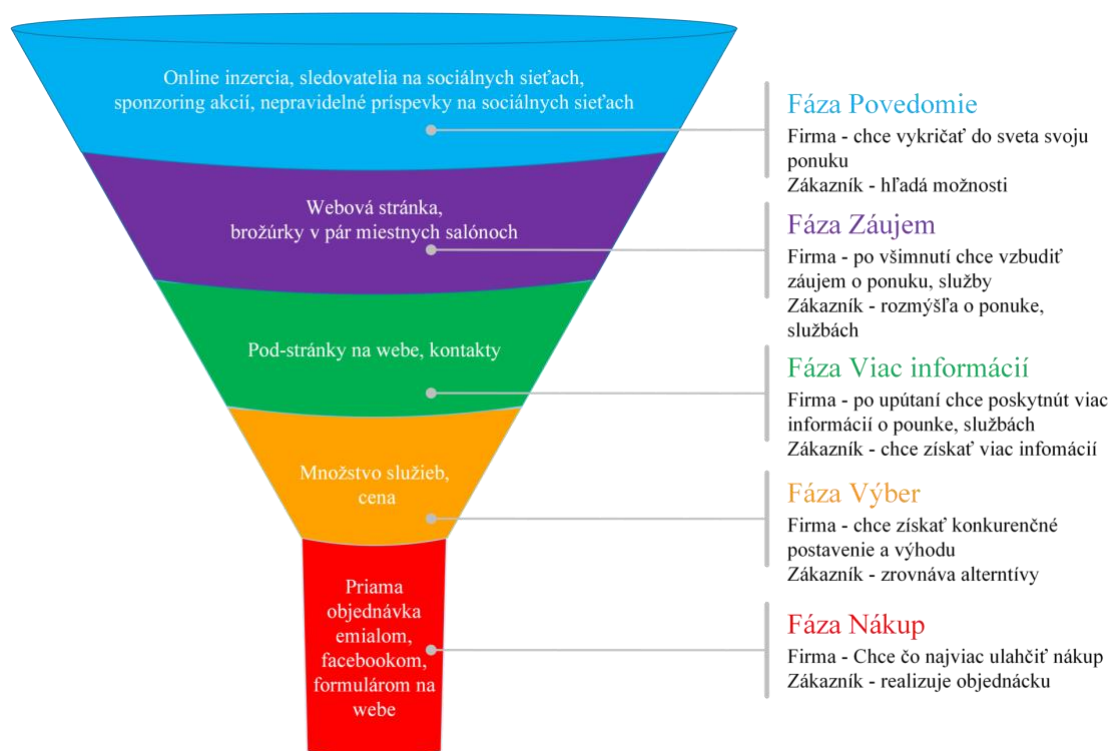 Online inzercia, sledovatelia na sociálnych sieťach,
sponzoring akcií, nepravidelné príspevky na sociálnych sieťach
Fáza Povedomie
Firma - chce vykričať do sveta svoju
ponuku
Zákazník - hľadá možnosti
Webová stránka,
brožúrky v pár miestnych salónoch
Fáza Záujem
Firma - po všimnutí chce vzbudiť
záujem o ponuku, služby
Zákazník - rozmýšľa o ponuke,
službách
Pod-stránky na webe, kontakty
Fáza Viac informácií
Firma - po upútaní chce poskytnút viac
informácií o pounke, službách
Zákazník - chce získať viac infomácií
Množstvo služieb,
cena
Fáza Výber
Firma - chce získať konkurenčné
postavenie a výhodu
Zákazník - zrovnáva alterntívy
Priama
objednávka
emialom,
facebookom,
formulárom na
webe
Fáza Nákup
Firma - Chce čo najviac ulahčiť nákup
Zákazník - realizuje objednácku